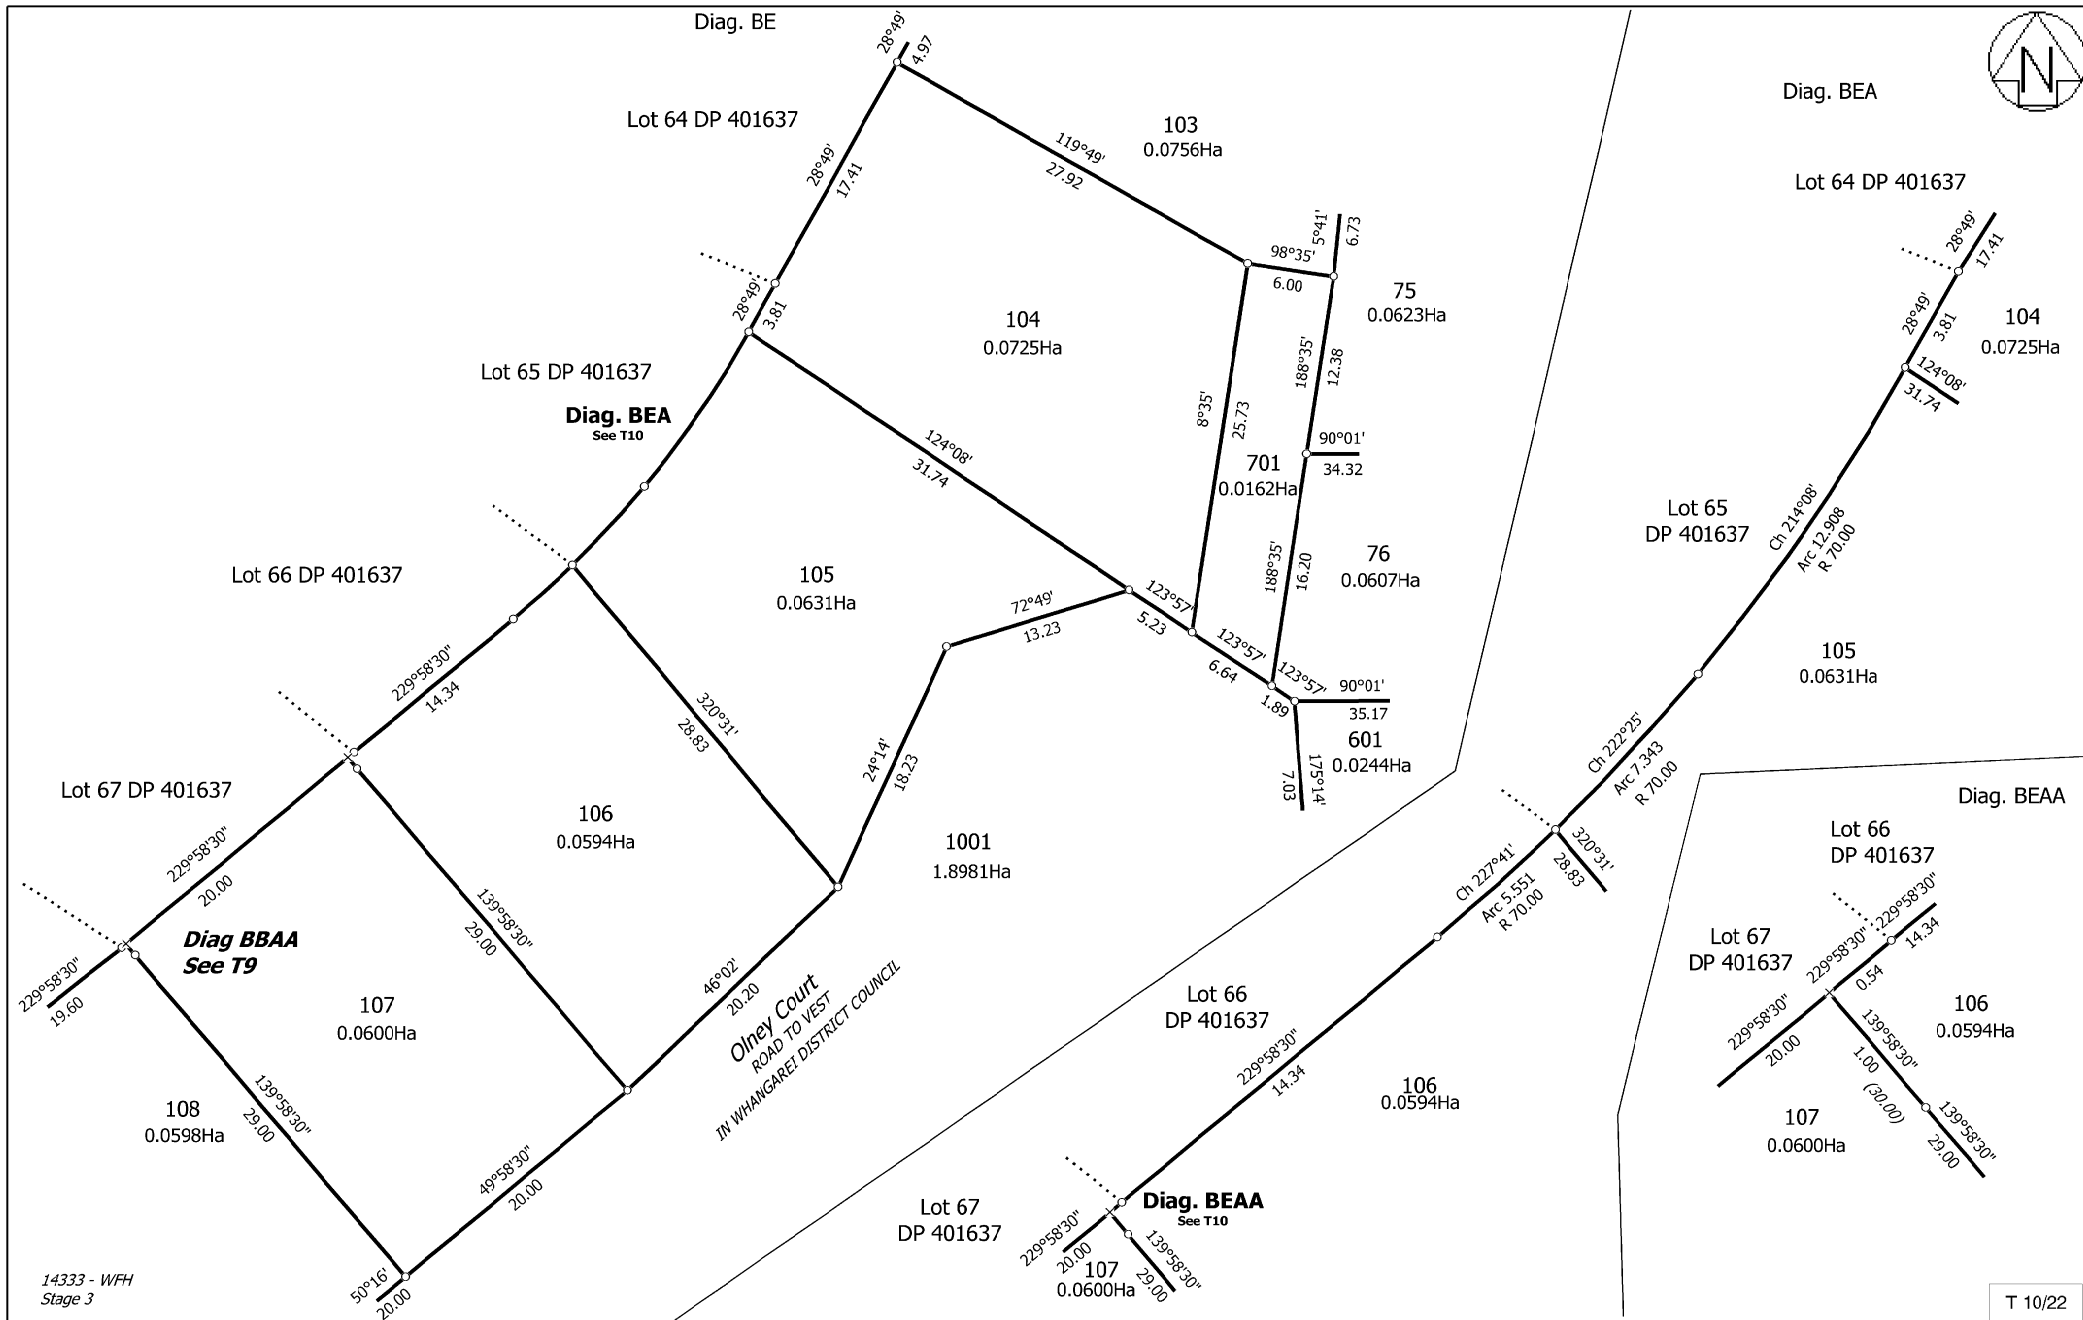 Diag. BE
28°49'
4.97
Lot 64 DP 401637
28°49'
17.41
119°49'
27.92
103
0.0756Ha
5°41'
6.73
98°35'
6.00
75
0.0623Ha
28°49'
3.81
104
0.0725Ha
188°35'
12.38
Lot 65 DP 401637
Diag. BEA
See T10
8°35'
25.73
124°08'
31.74
90°01'
34.32
701
0.0162Ha
188°35'
16.20
76
0.0607Ha
Lot 66 DP 401637
105
0.0631Ha
72°49'
13.23
123°57'
5.23
123°57'
6.64
123°57'
1.89
90°01'
35.17
601
0.0244Ha
175°14'
7.03
229°58'30"
14.34
320°31'
28.83
24°14'
18.23
Lot 67 DP 401637
106
0.0594Ha
1001
1.8981Ha
229°58'30"
20.00
139°58'30"
29.00
Diag BBAA
See T9
229°58'30"
19.60
107
0.0600Ha
46°02'
20.20
Olney Court
ROAD TO VEST
IN WHANGAREI DISTRICT COUNCIL
108
0.0598Ha
139°58'30"
29.00
49°58'30"
20.00
50°16'
20.00
14333 - WFH
Stage 3
N
Diag. BEA
Lot 64 DP 401637
28°49'
17.41
28°49'
3.81
104
0.0725Ha
124°08'
31.74
Lot 65
DP 401637
Ch 214°08'
Arc 12.908
R 70.00
105
0.0631Ha
Ch 222°25'
Arc 7.343
R 70.00
320°31'
28.83
Ch 227°41'
Arc 5.551
R 70.00
Lot 66
DP 401637
229°58'30"
14.34
106
0.0594Ha
Lot 67
DP 401637
Diag. BEAA
See T10
229°58'30"
20.00
139°58'30"
29.00
107
0.0600Ha
Diag. BEAA
Lot 66
DP 401637
229°58'30"
14.34
Lot 67
DP 401637
229°58'30"
0.54
229°58'30"
20.00
106
0.0594Ha
139°58'30"
1.00
(30.00)
139°58'30"
29.00
107
0.0600Ha
T 10/22